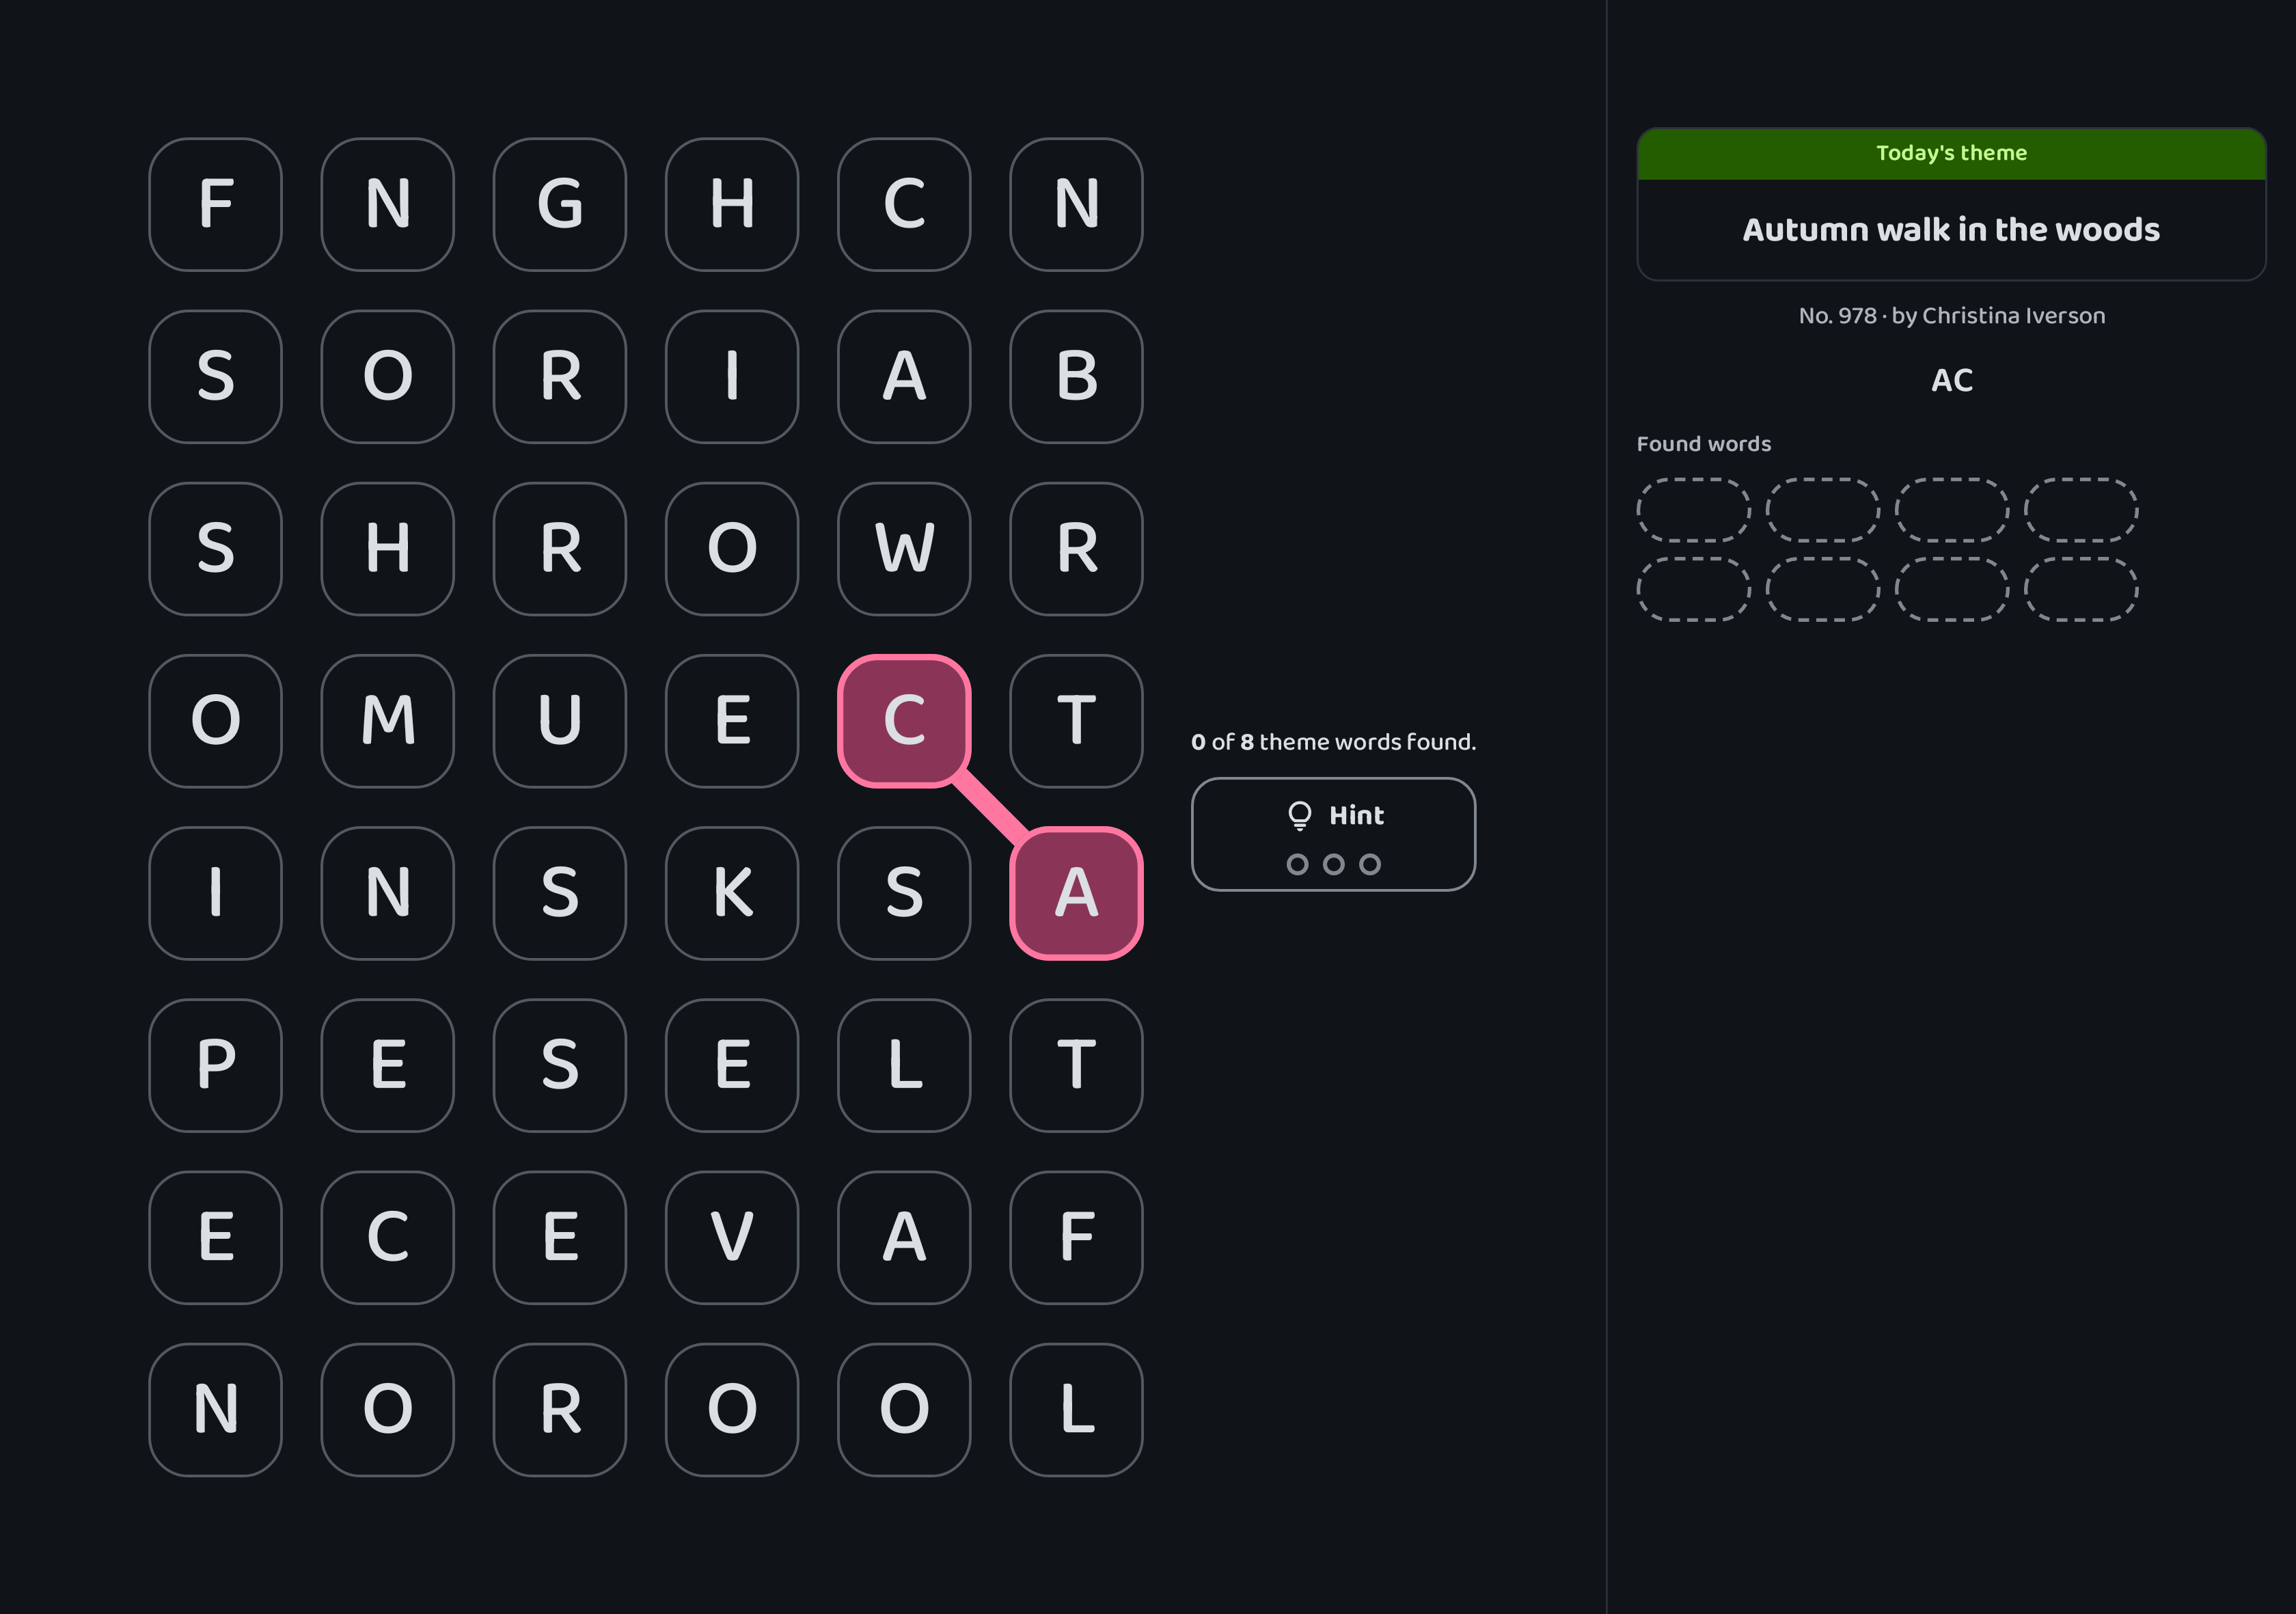 F N G H C N
S O R I A B
S H R O W R
O M U E C T
I N S K S A
P E S E L T
E C E V A F
N O R O O L
0 of 8 theme words found.
Hint
Today's theme
Autumn walk in the woods
No. 978 · by Christina Iverson
AC
Found words